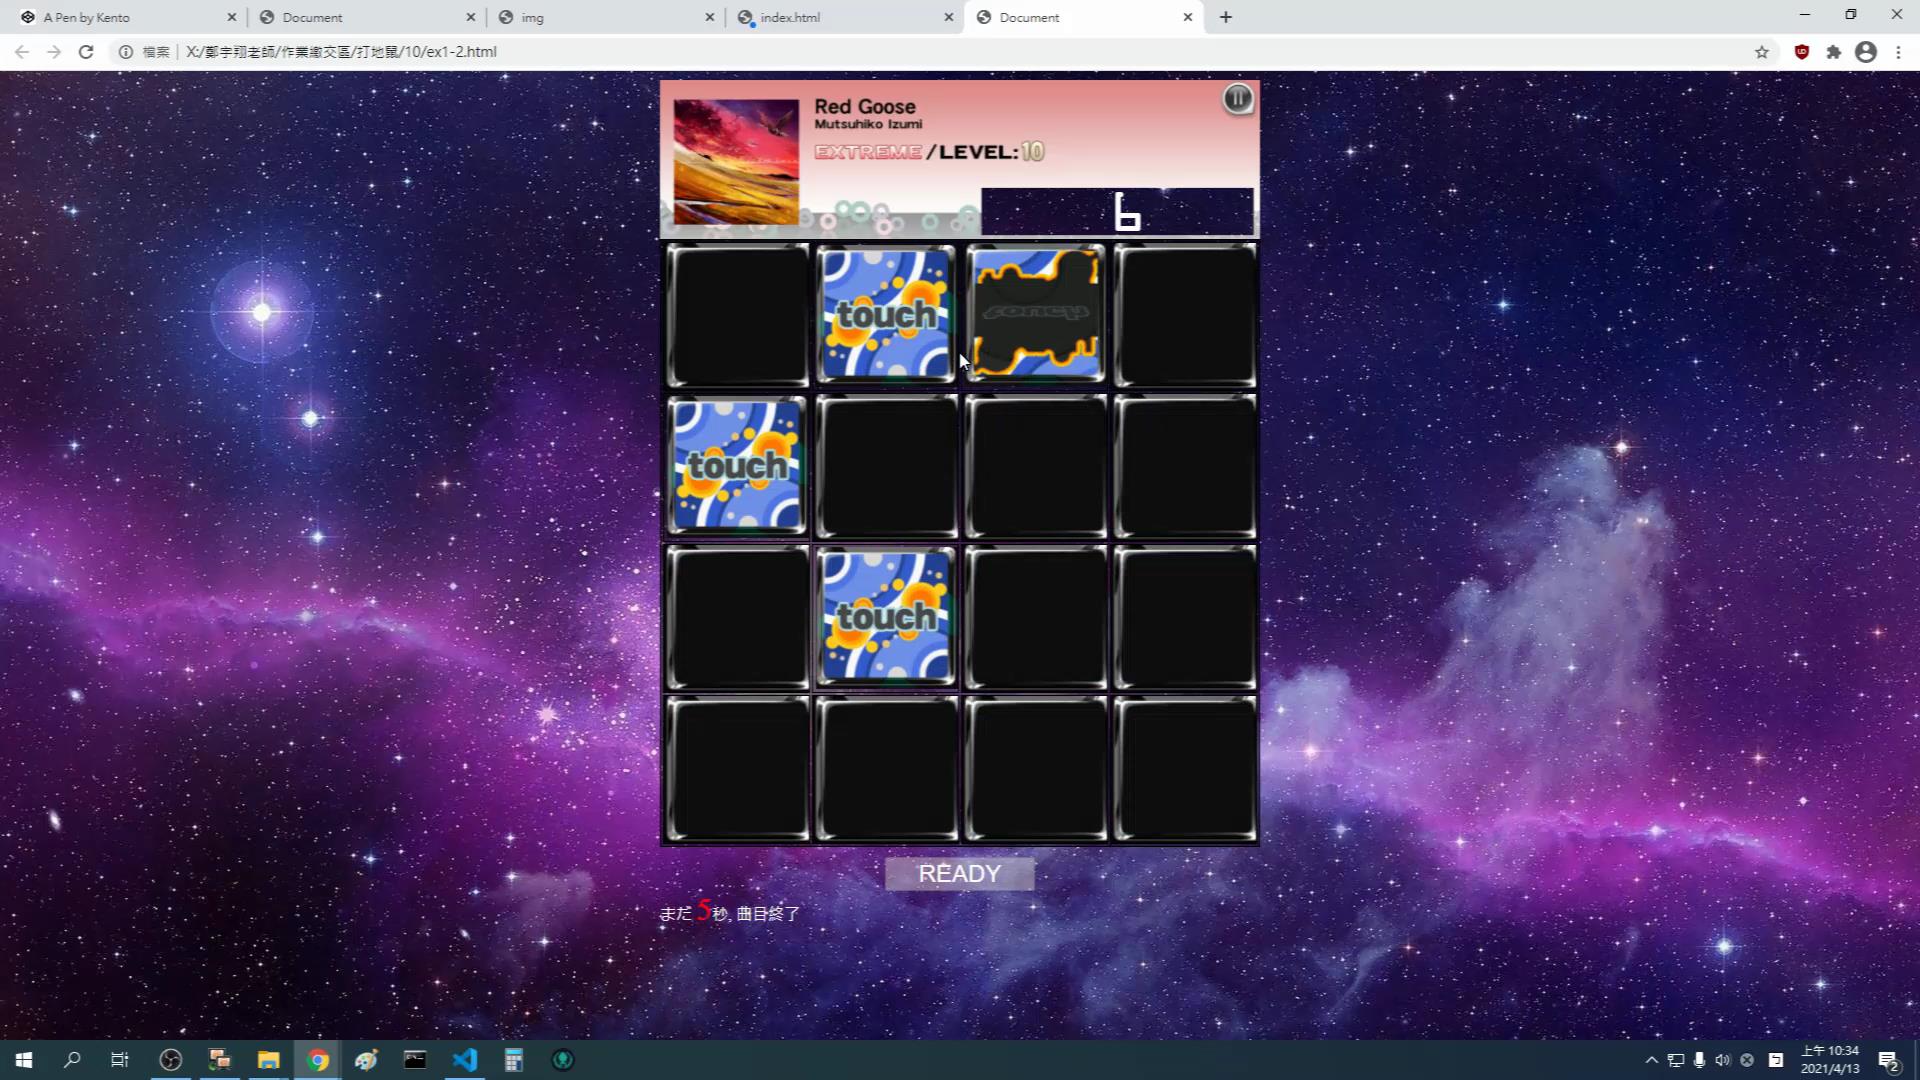 A Pen by Kento
Document
img
index.html
Document
檔案 X:/鄭宇翔老師/作業繳交區/打地鼠/10/ex1-2.html
Red Goose
Mutsuhiko Izumi
EXTREME /LEVEL:10
6
touch
touch
touch
READY
まだ 5秒, 曲目終了
上午 10:34
2021/4/13
2